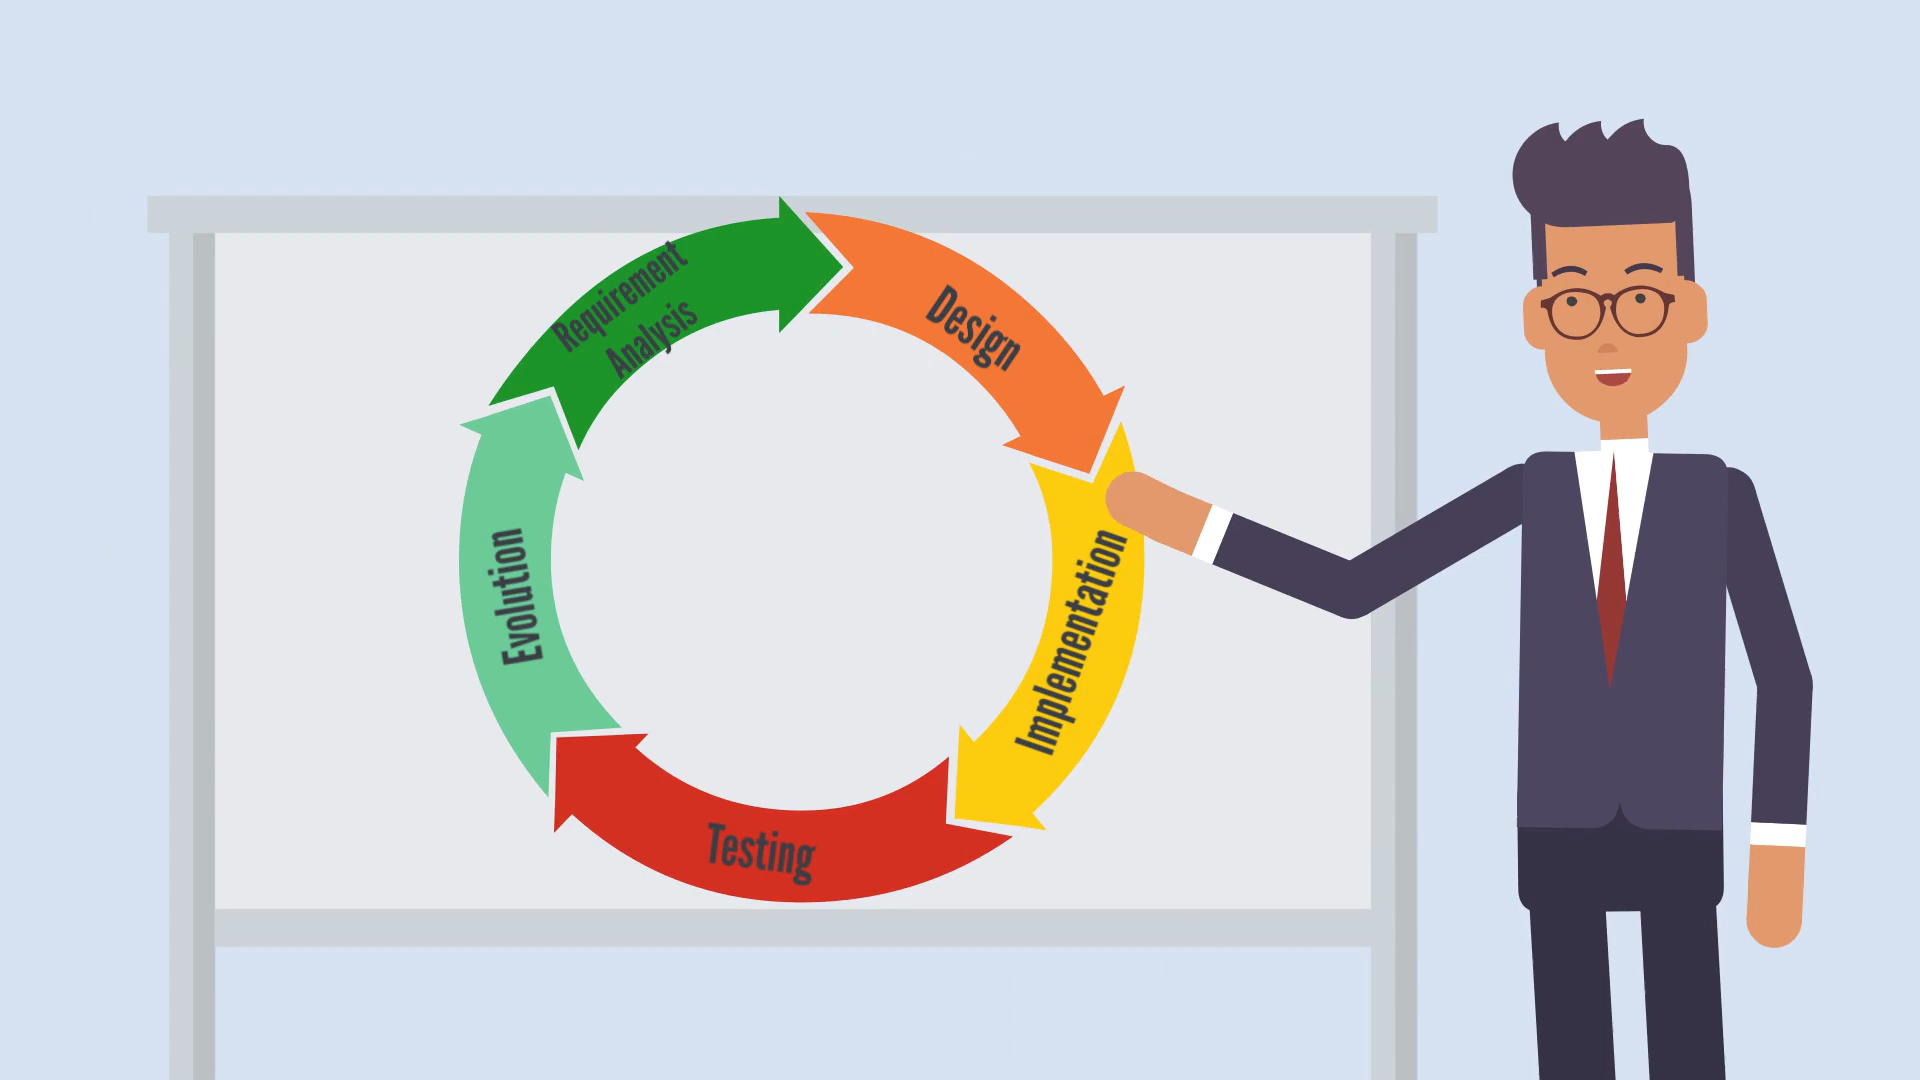 Requirement
Analysis
Design
Implementation
Testing
Evolution